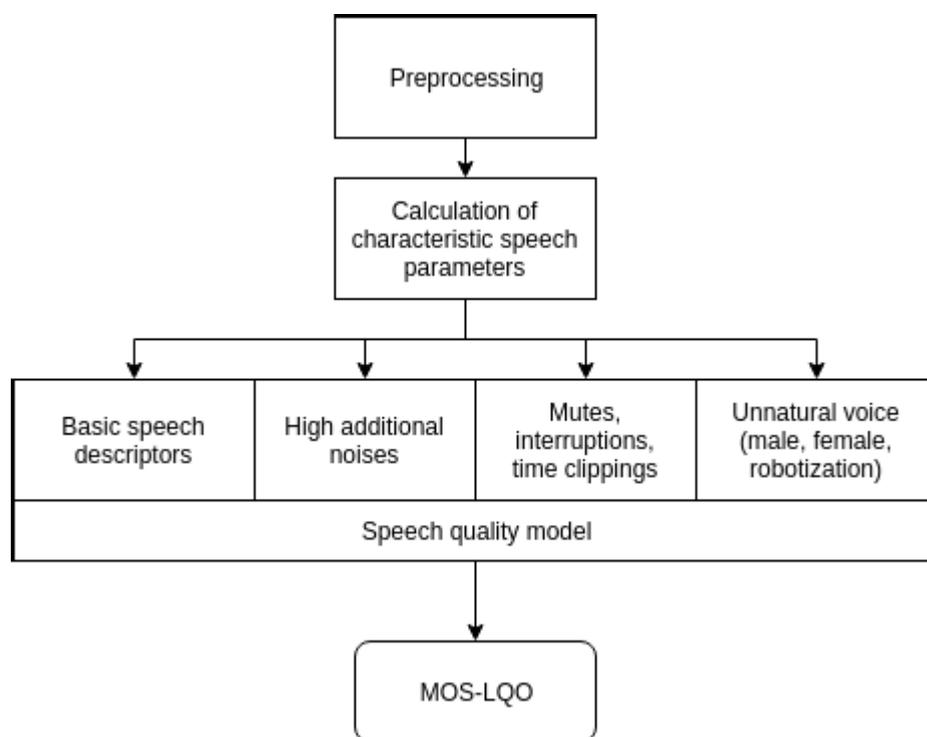 Preprocessing
Calculation of
characteristic speech
parameters
Basic speech
descriptors
High additional
noises
Mutes,
interruptions,
time clippings
Unnatural voice
(male, female,
robotization)
Speech quality model
MOS-LQO